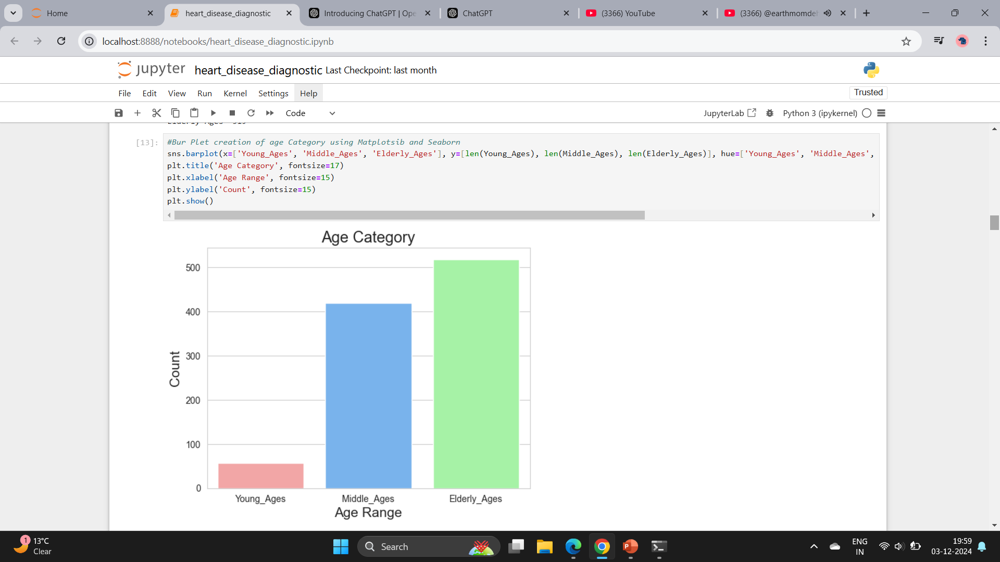 Home
heart_disease_diagnostic
Introducing ChatGPT | Ope
ChatGPT
(3366) YouTube
(3366) @earthmomdel
localhost:8888/notebooks/heart_disease_diagnostic.ipynb
jupyter heart_disease_diagnostic Last Checkpoint: last month
File Edit View Run Kernel Settings Help
Trusted
Code
JupyterLab
Python 3 (ipykernel)
[13]:
#Bur Plet creation of age Category using Matplotsib and Seaborn
sns.barplot(x=['Young_Ages', 'Middle_Ages', 'Elderly_Ages'], y=[len(Young_Ages), len(Middle_Ages), len(Elderly_Ages)], hue=['Young_Ages', 'Middle_Ages',
plt.title('Age Category', fontsize=17)
plt.xlabel('Age Range', fontsize=15)
plt.ylabel('Count', fontsize=15)
plt.show()
Age Category
500
400
300
200
100
0
Count
Young_Ages Middle_Ages Elderly_Ages
Age Range
1
13°C
Clear
Search
ENG
IN
19:59
03-12-2024